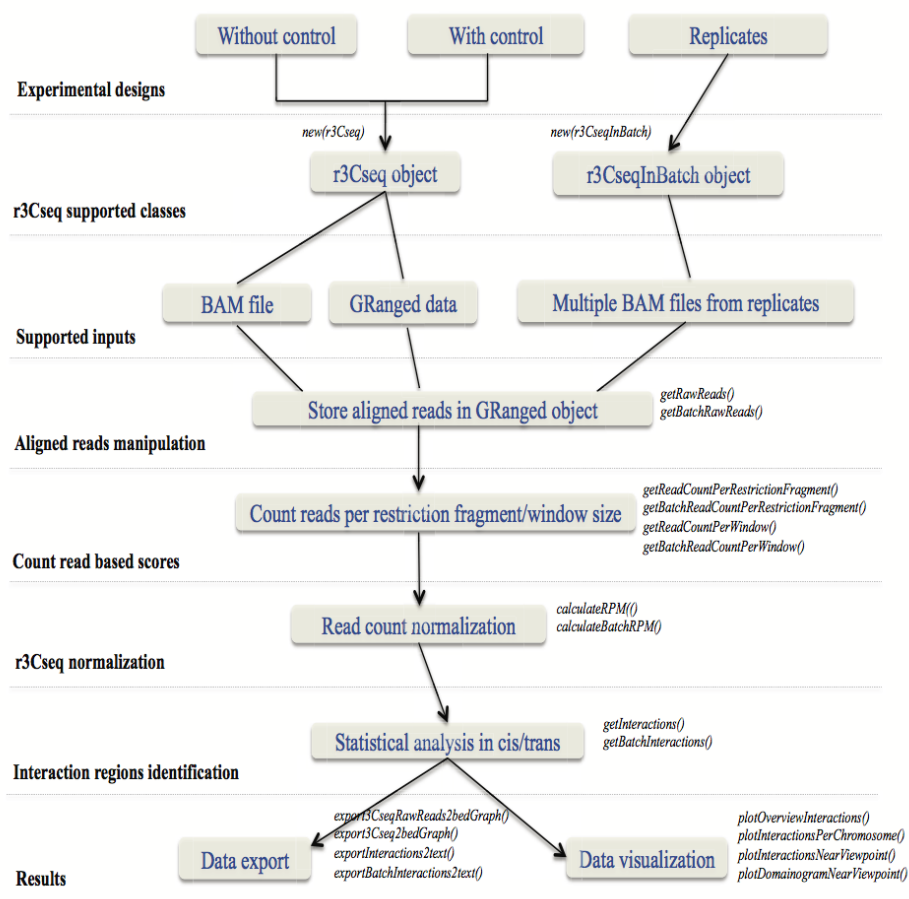 Without control
With control
Replicates
Experimental designs
new(r3Cseq)
new(r3CseqInBatch)
r3Cseq object
r3CseqInBatch object
r3Cseq supported classes
BAM file
GRanged data
Multiple BAM files from replicates
Supported inputs
Store aligned reads in GRanged object
getRawReads()
getBatchRawReads()
Aligned reads manipulation
Count reads per restriction fragment/window size
getReadCountPerRestrictionFragment()
getBatchReadCountPerRestrictionFragment()
getReadCountPerWindow()
getBatchReadCountPerWindow()
Count read based scores
Read count normalization
calculateRPM(()
calculateBatchRPM()
r3Cseq normalization
Statistical analysis in cis/trans
getInteractions()
getBatchInteractions()
Interaction regions identification
export3CseqRawReads2bedGraph()
export3Cseq2bedGraph()
exportInteractions2text()
exportBatchInteractions2text()
plotOverviewInteractions()
plotInteractionsPerChromosome()
plotInteractionsNearViewpoint()
plotDomainogramNearViewpoint()
Data export
Data visualization
Results